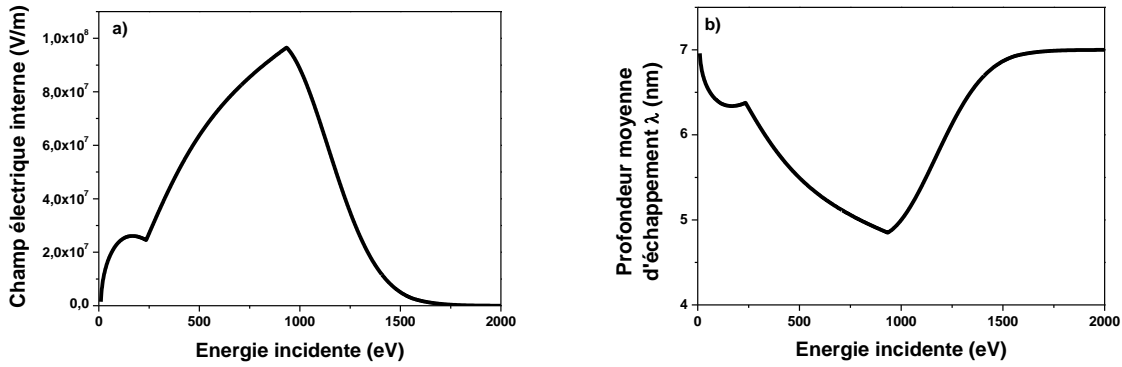 a)
Champ électrique interne (V/m)
1,0x10⁸
8,0x10⁷
6,0x10⁷
4,0x10⁷
2,0x10⁷
0,0
0 500 1000 1500 2000
Energie incidente (eV)
b)
Profondeur moyenne
d'échappement λ (nm)
7
6
5
4
0 500 1000 1500 2000
Energie incidente (eV)